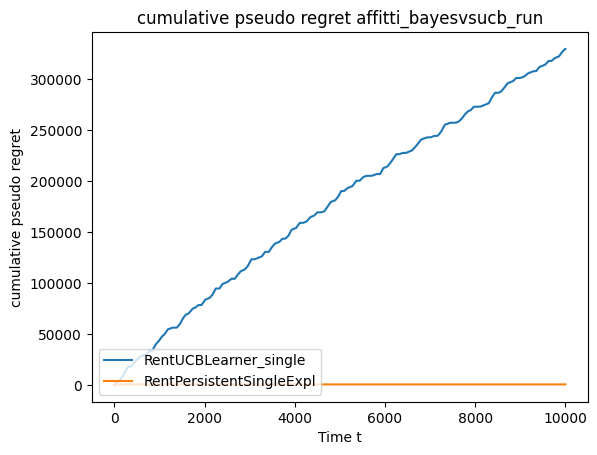 cumulative pseudo regret affitti_bayesvsucb_run
cumulative pseudo regret
300000
250000
200000
150000
100000
50000
0
RentUCBLearner_single
RentPersistentSingleExpl
0
2000
4000
6000
8000
10000
Time t